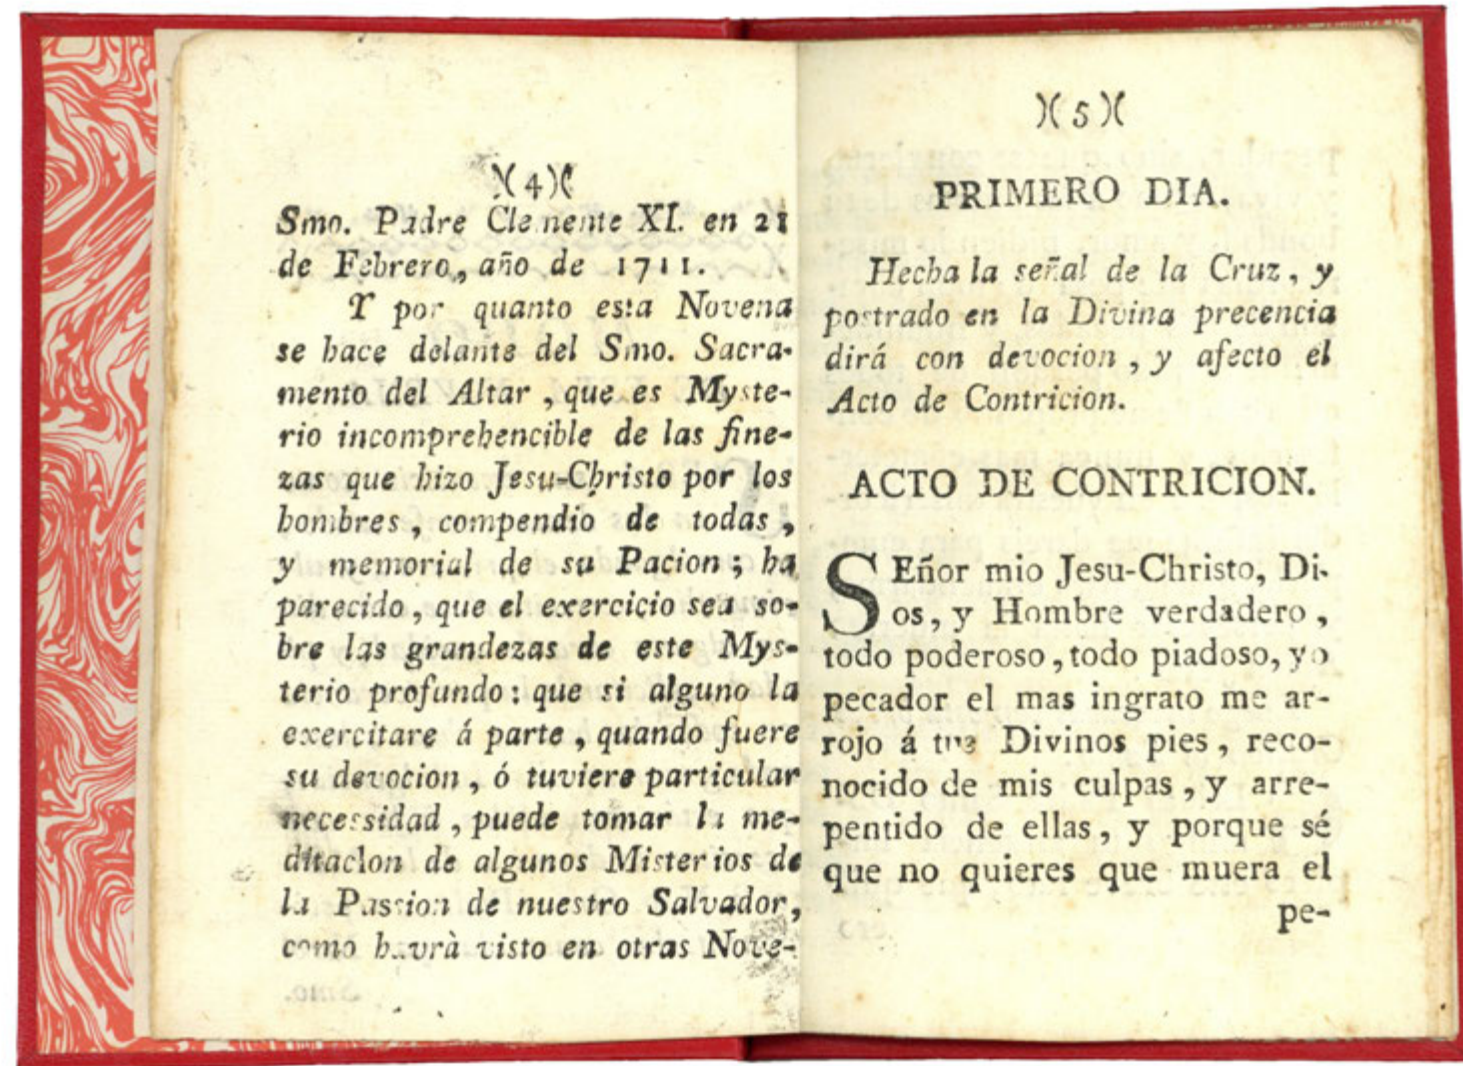 )( 4 )(
Smo. Padre Clemente XI. en 21
de Febrero, año de 1711.
Y por quanto esta Novena
se hace delante del Smo. Sacra-
mento del Altar, que es Myste-
rio incomprehencible de las fine-
zas que hizo Jesu-Christo por los
hombres, compendio de todas,
y memorial de su Pacion; ha
parecido, que el exercicio sea so-
bre las grandezas de este Mys-
terio profundo: que si alguno la
exercitare á parte, quando fuere
su devocion, ó tuviere particular
necessidad, puede tomar la me-
ditacion de algunos Misterios de
la Passion de nuestro Salvador,
como havrà visto en otras Nove-
)( 5 )(
PRIMERO DIA.
Hecha la señal de la Cruz, y
postrado en la Divina precencia
dirá con devocion, y afecto el
Acto de Contricion.
ACTO DE CONTRICION.
SEñor mio Jesu-Christo, Di-
os, y Hombre verdadero,
todo poderoso, todo piadoso, yo
pecador el mas ingrato me ar-
rojo á tus Divinos pies, reco-
nocido de mis culpas, y arre-
pentido de ellas, y porque sé
que no quieres que muera el
pe-